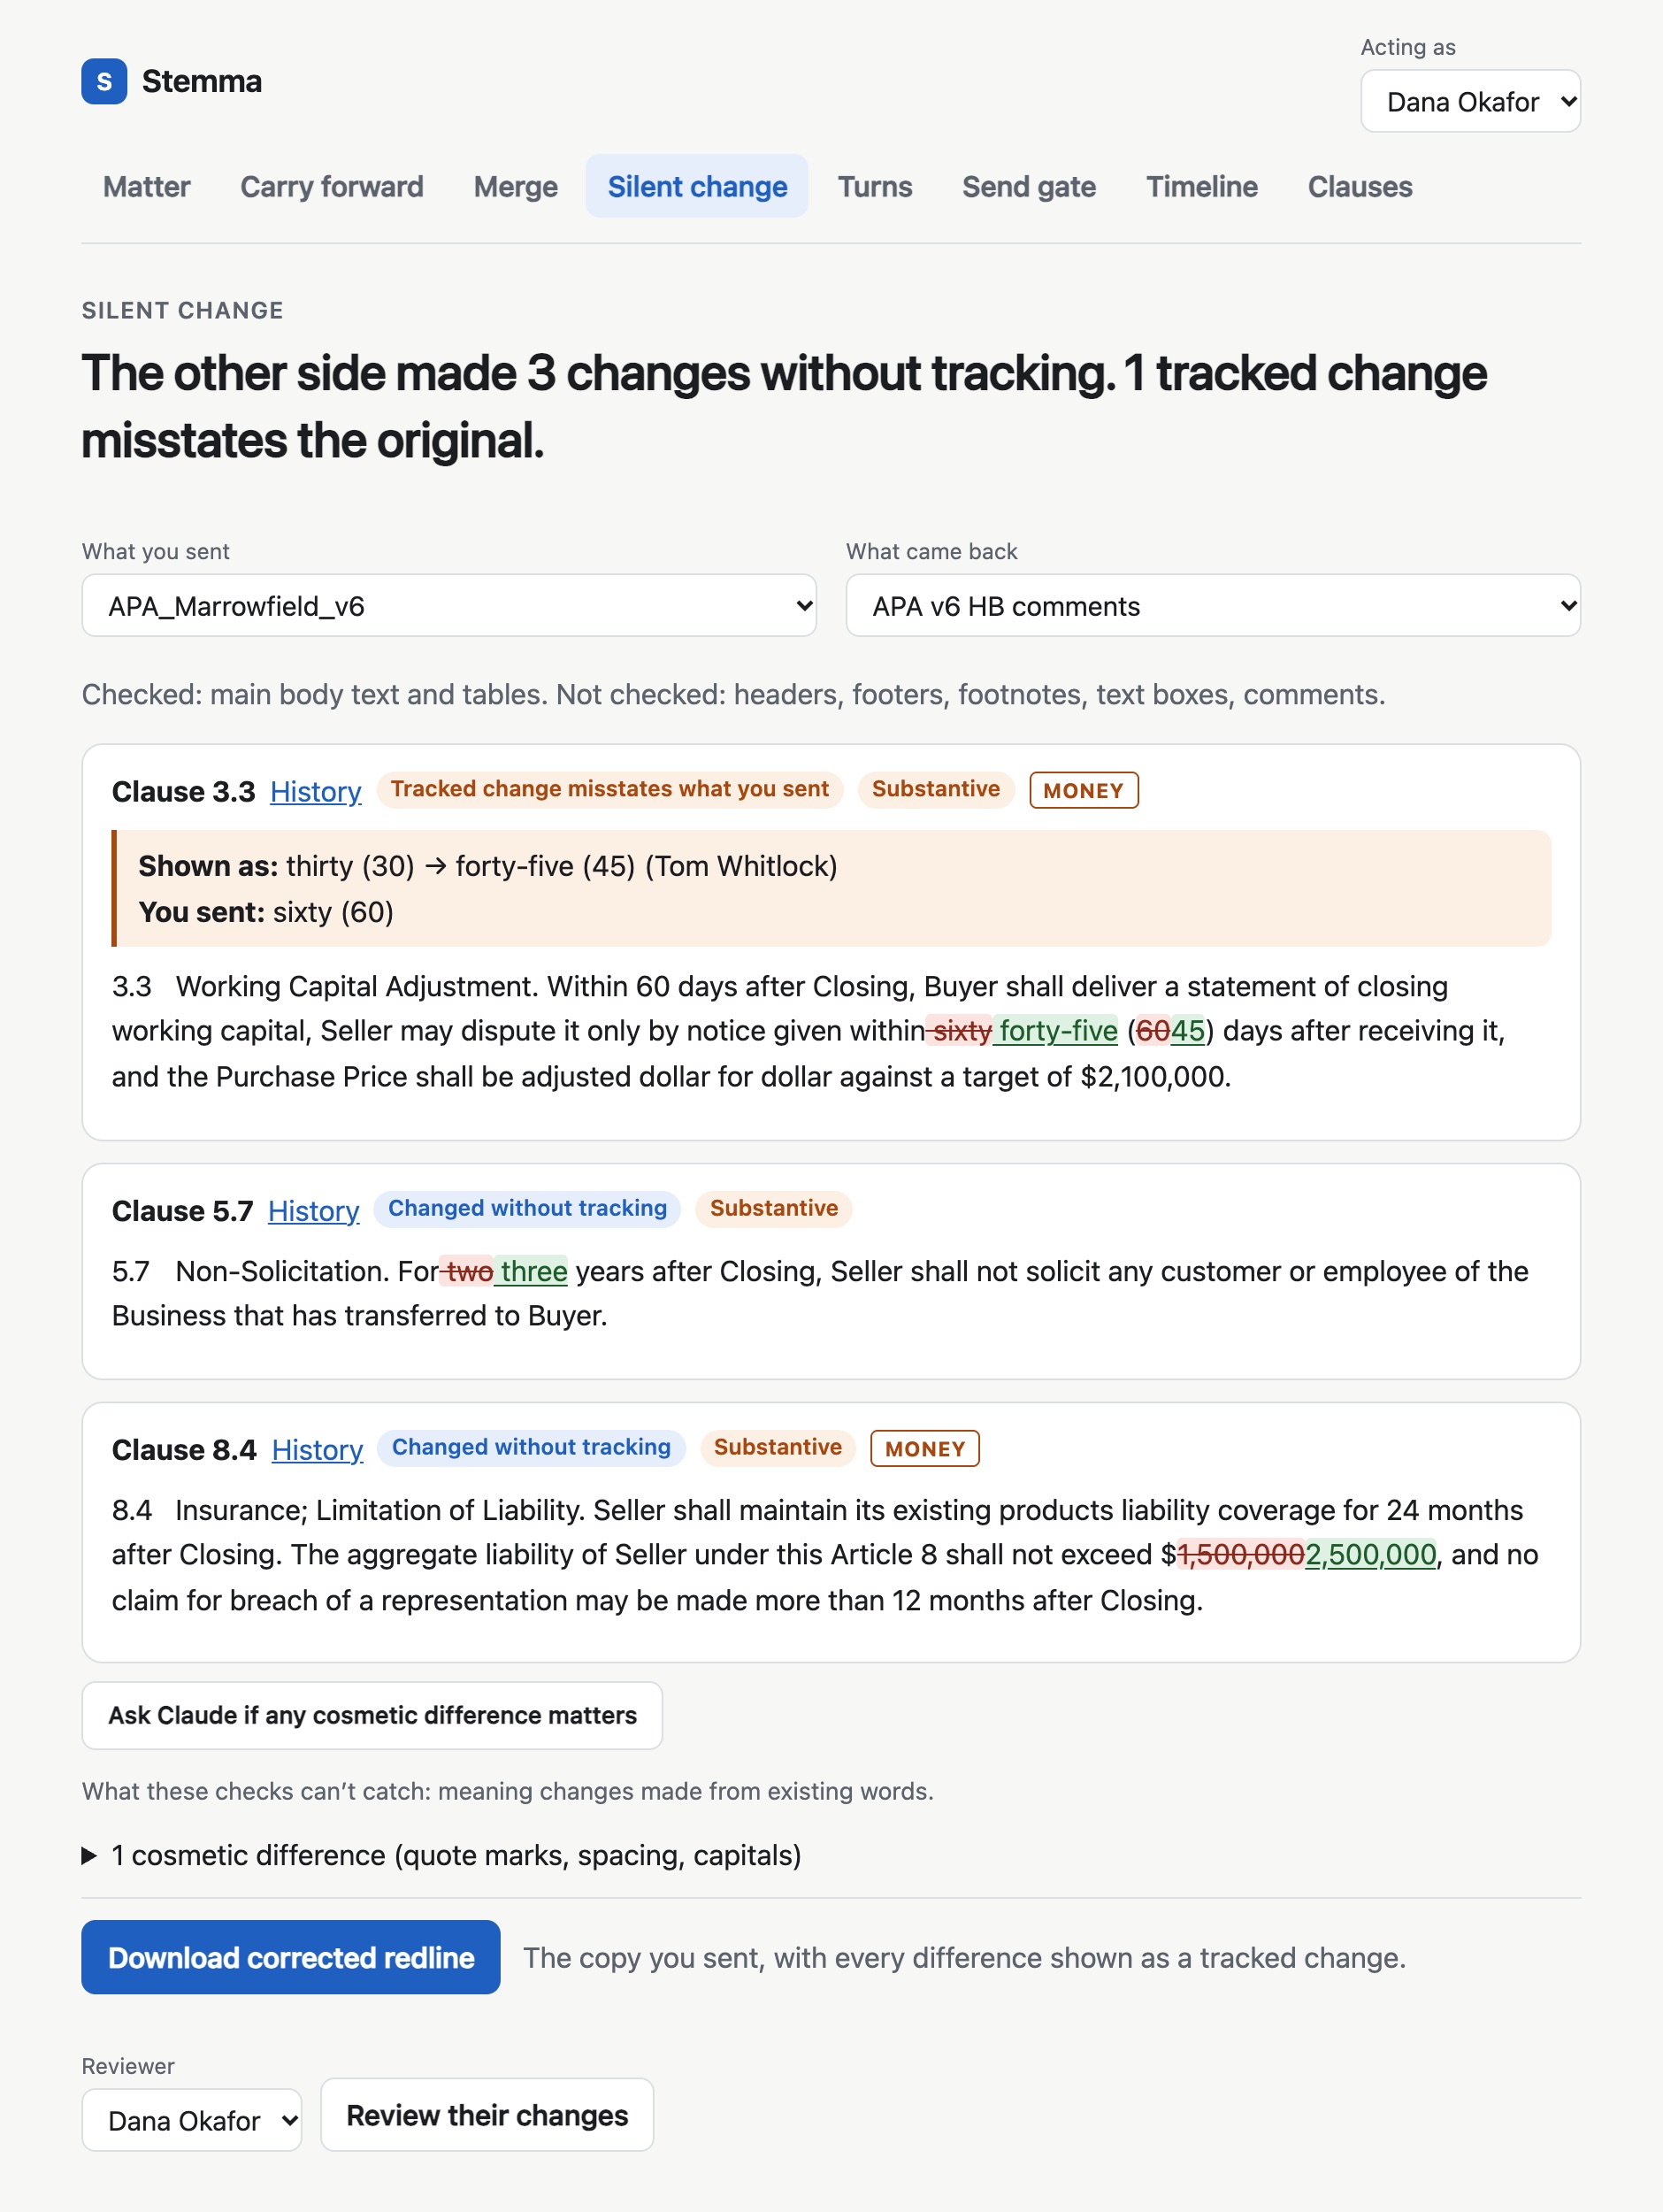 S Stemma
Acting as
Dana Okafor
Matter Carry forward Merge Silent change Turns Send gate Timeline Clauses
SILENT CHANGE
The other side made 3 changes without tracking. 1 tracked change
misstates the original.
What you sent
APA_Marrowfield_v6
What came back
APA v6 HB comments
Checked: main body text and tables. Not checked: headers, footers, footnotes, text boxes, comments.
Clause 3.3 History Tracked change misstates what you sent Substantive MONEY
Shown as: thirty (30) → forty-five (45) (Tom Whitlock)
You sent: sixty (60)
3.3 Working Capital Adjustment. Within 60 days after Closing, Buyer shall deliver a statement of closing
working capital, Seller may dispute it only by notice given within sixty forty-five (6045) days after receiving it,
and the Purchase Price shall be adjusted dollar for dollar against a target of $2,100,000.
Clause 5.7 History Changed without tracking Substantive
5.7 Non-Solicitation. For two three years after Closing, Seller shall not solicit any customer or employee of the
Business that has transferred to Buyer.
Clause 8.4 History Changed without tracking Substantive MONEY
8.4 Insurance; Limitation of Liability. Seller shall maintain its existing products liability coverage for 24 months
after Closing. The aggregate liability of Seller under this Article 8 shall not exceed $1,500,0002,500,000, and no
claim for breach of a representation may be made more than 12 months after Closing.
Ask Claude if any cosmetic difference matters
What these checks can’t catch: meaning changes made from existing words.
1 cosmetic difference (quote marks, spacing, capitals)
Download corrected redline The copy you sent, with every difference shown as a tracked change.
Reviewer
Dana Okafor Review their changes